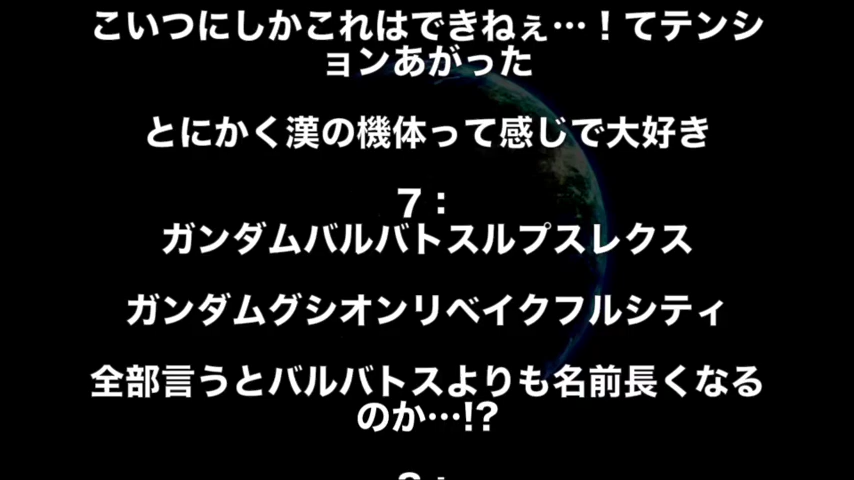 こいつにしかこれはできねぇ…！てテンシ
ョンあがった
とにかく漢の機体って感じで大好き
７：
ガンダムバルバトスルプスレクス
ガンダムグシオンリベイクフルシティ
全部言うとバルバトスよりも名前長くなる
のか…!?